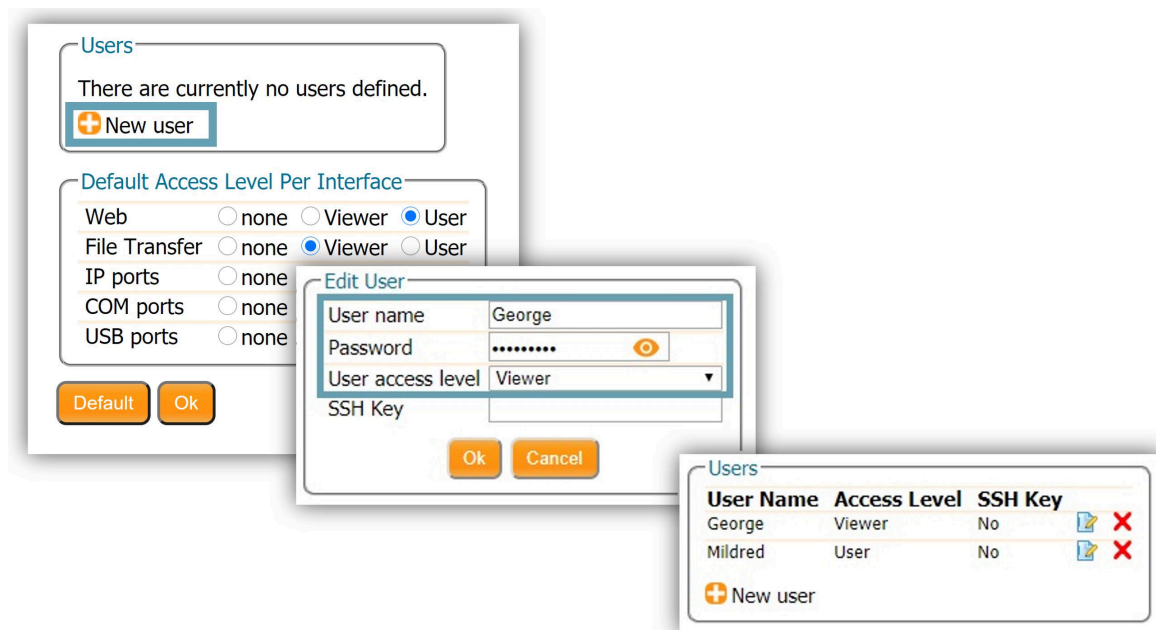 Users
There are currently no users defined.
New user
Default Access Level Per Interface
Web none Viewer User
File Transfer none Viewer User
IP ports none
COM ports none
USB ports none
Default Ok
Edit User
User name George
Password •••••••••
User access level Viewer
SSH Key
Ok Cancel
Users
User Name Access Level SSH Key
George Viewer No
Mildred User No
New user